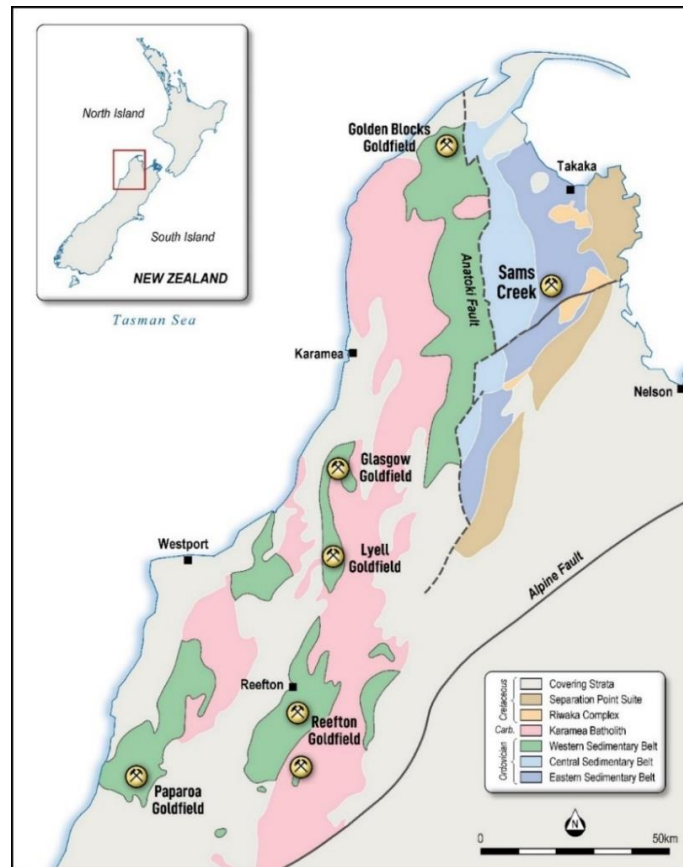 North Island
South Island
NEW ZEALAND
Tasman Sea
Golden Blocks
Goldfield
Takaka
Anatoki Fault
Sams
Creek
Karamea
Nelson
Glasgow
Goldfield
Westport
Lyell
Goldfield
Alpine Fault
Reefton
Reefton
Goldfield
Paparoa
Goldfield
Cretaceous
Carb.
Ordovician
Covering Strata
Separation Point Suite
Riwaka Complex
Karamea Batholith
Western Sedimentary Belt
Central Sedimentary Belt
Eastern Sedimentary Belt
N
0 50km